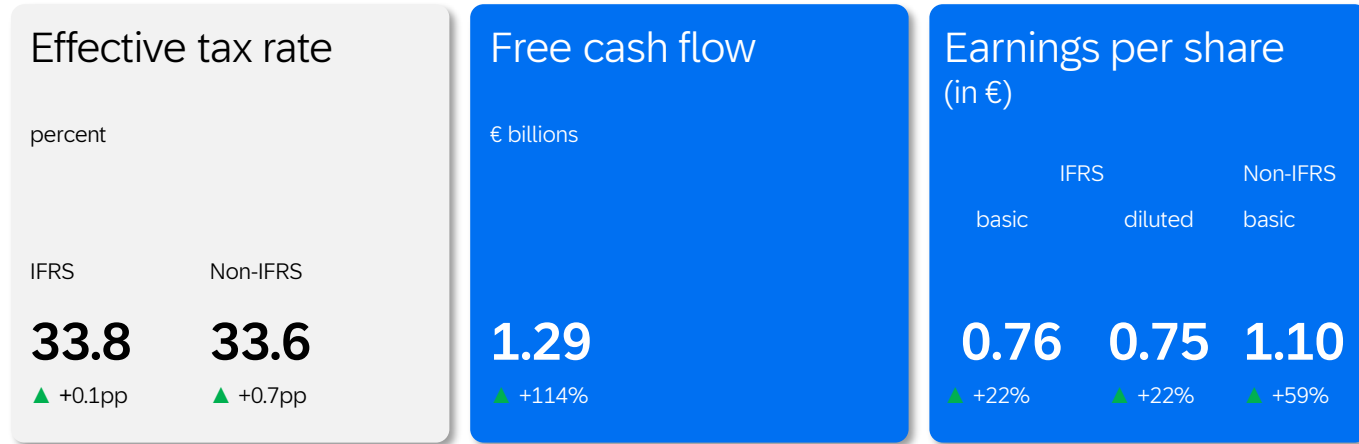 Effective tax rate
percent
IFRS Non-IFRS
33.8 33.6
▲ +0.1pp ▲ +0.7pp
Free cash flow
€ billions
1.29
▲ +114%
Earnings per share
(in €)
IFRS Non-IFRS
basic diluted basic
0.76 0.75 1.10
▲ +22% ▲ +22% ▲ +59%